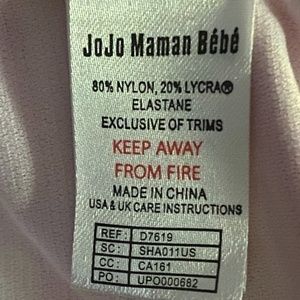 JoJo Maman Bébé
80% NYLON, 20% LYCRA®
ELASTANE
EXCLUSIVE OF TRIMS
KEEP AWAY
FROM FIRE
MADE IN CHINA
USA & UK CARE INSTRUCTIONS
REF: D7619
SC: SHA011US
CC: CA161
PO: UPO000682